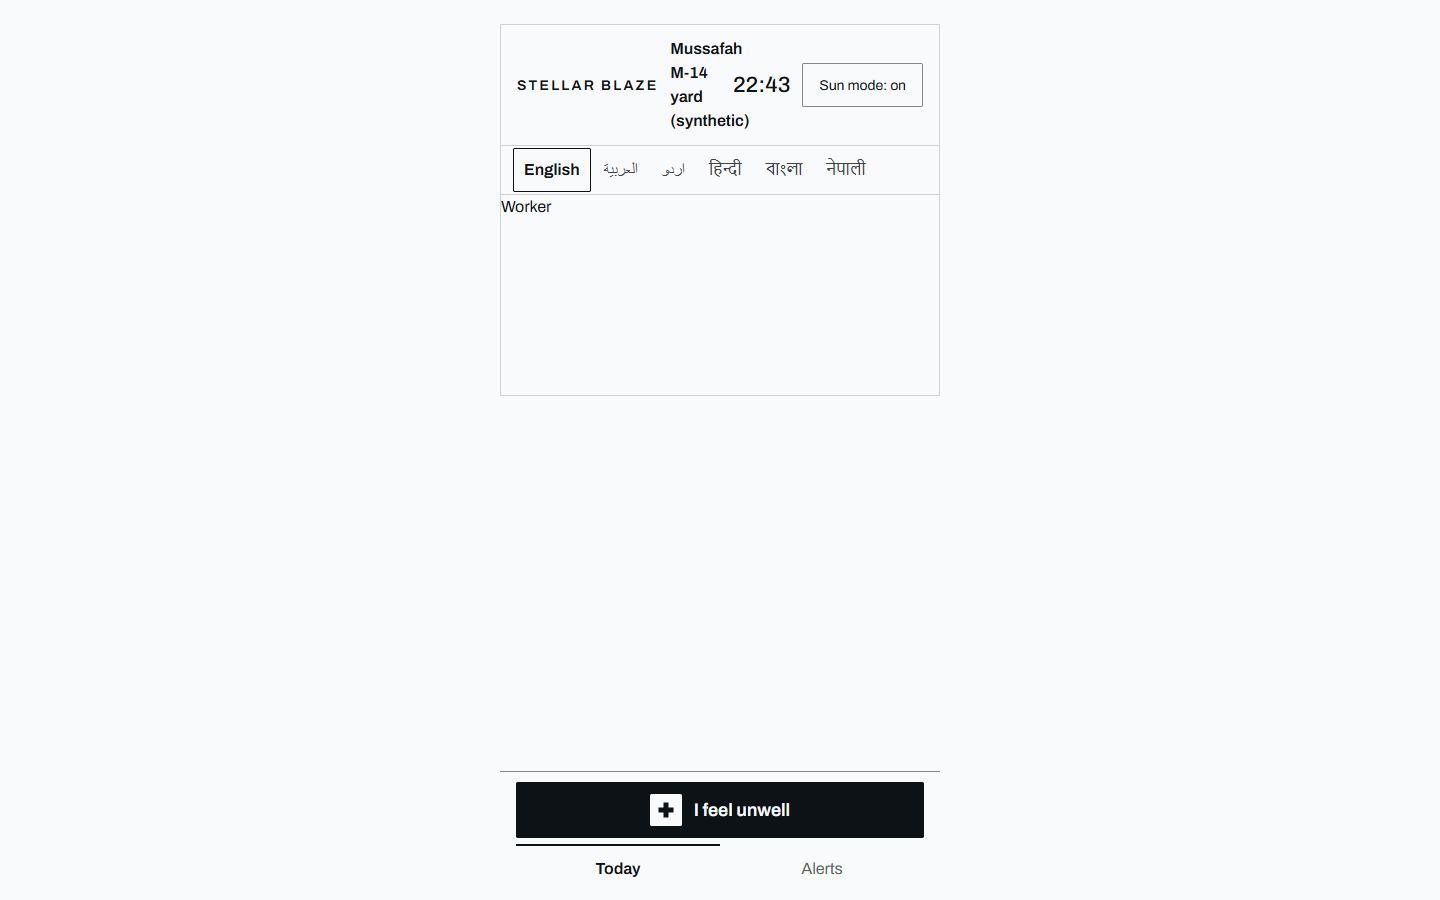 STELLAR BLAZE
Mussafah
M-14
yard
(synthetic)
22:43
Sun mode: on
English العربية اردو हिन्दी বাংলা नेपाली
Worker
I feel unwell
Today Alerts